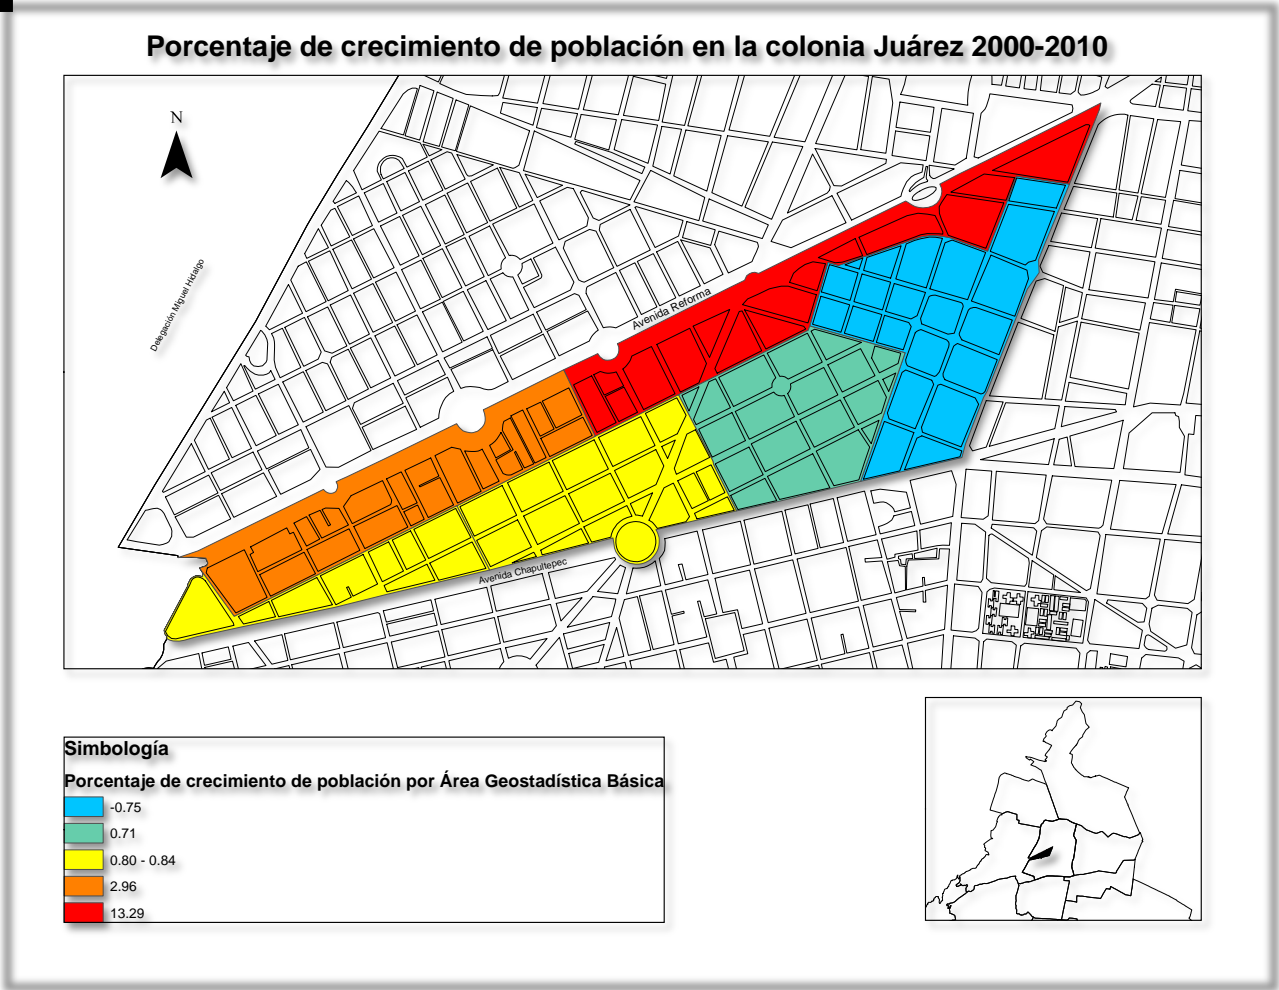 Porcentaje de crecimiento de población en la colonia Juárez 2000-2010
N
Delegación Miguel Hidalgo
Avenida Reforma
Avenida Chapultepec
Simbología
Porcentaje de crecimiento de población por Área Geostadística Básica
-0.75
0.71
0.80 - 0.84
2.96
13.29